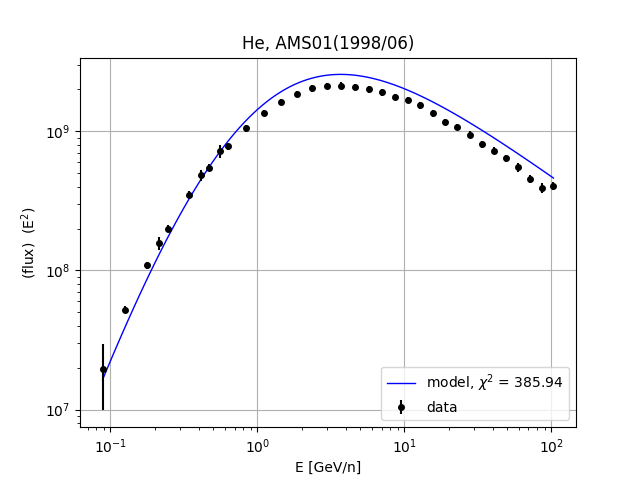 He, AMS01(1998/06)
(flux) (E²)
10⁹
10⁸
10⁷
model, χ² = 385.94
data
10⁻¹
10⁰
10¹
10²
E [GeV/n]